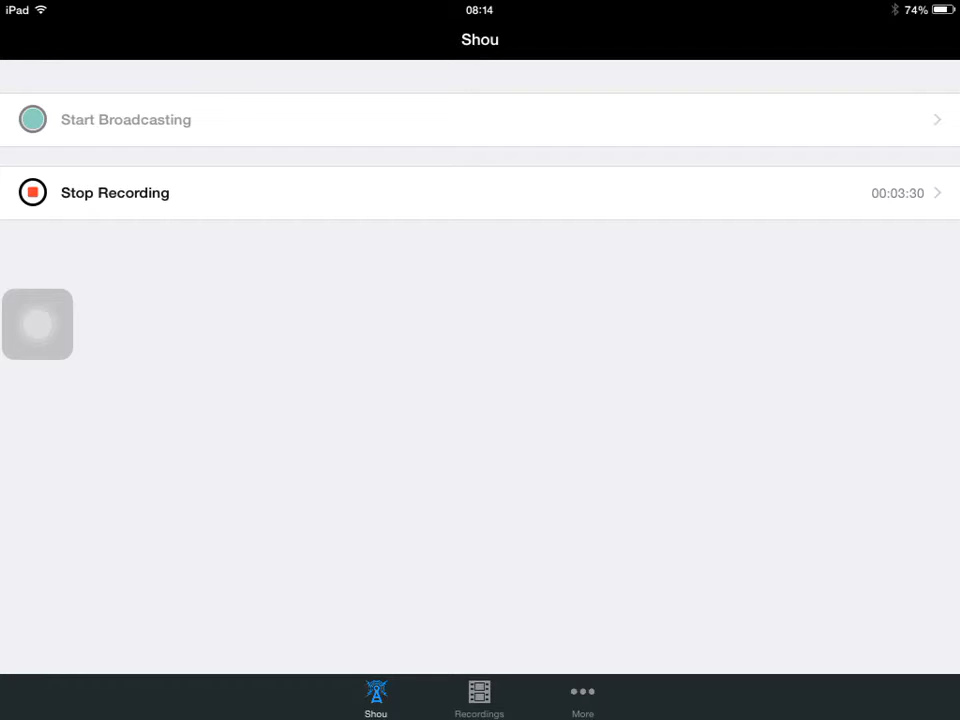 iPad 08:14 74%
Shou
Start Broadcasting
Stop Recording 00:03:30
Shou Recordings More